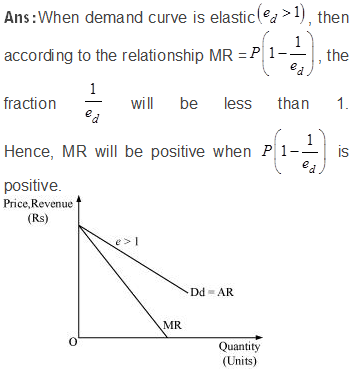 Ans: When demand curve is elastic (e_d > 1), then
according to the relationship MR = P(1 − 1/e_d), the
fraction 1/e_d will be less than 1.
Hence, MR will be positive when P(1 − 1/e_d) is
positive.
Price,Revenue
(Rs)
e > 1
Dd = AR
MR
O
Quantity
(Units)